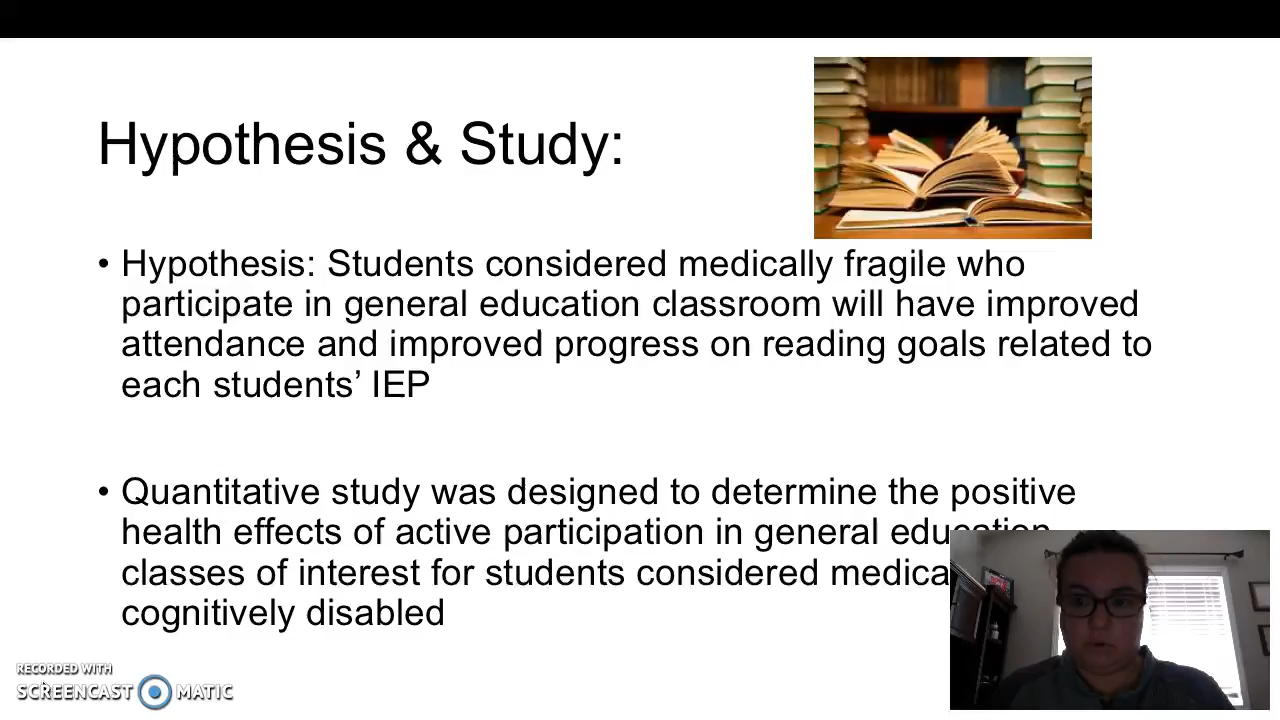 Hypothesis & Study:
• Hypothesis: Students considered medically fragile who
participate in general education classroom will have improved
attendance and improved progress on reading goals related to
each students’ IEP
• Quantitative study was designed to determine the positive
health effects of active participation in general education
classes of interest for students considered
cognitively disabled
RECORDED WITH
SCREENCAST MATIC